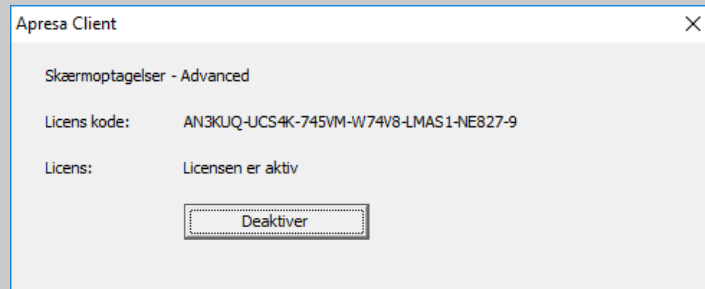 Apresa Client
Skærmoptagelser - Advanced
Licens kode: AN3KUQ-UCS4K-745VM-W74V8-LMAS1-NE827-9
Licens: Licensen er aktiv
Deaktiver